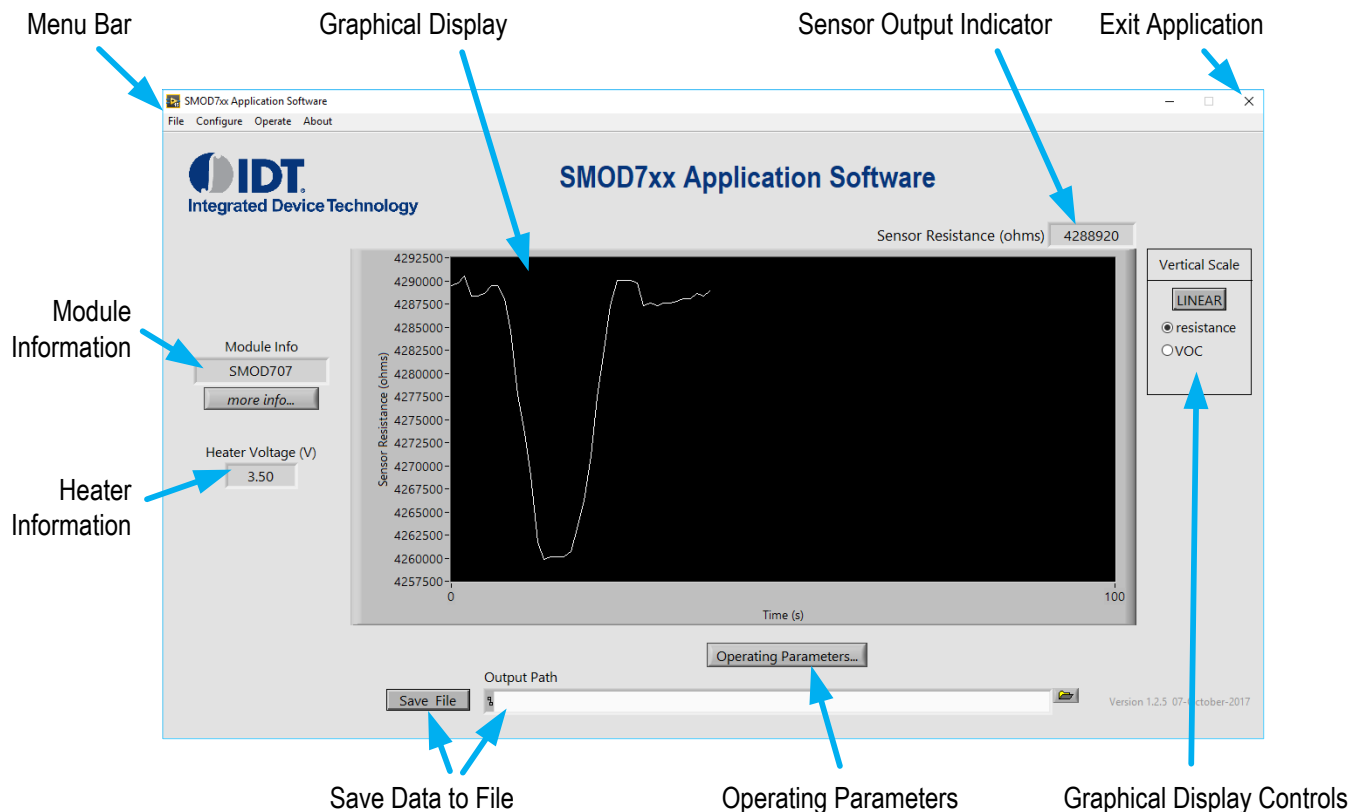 Menu Bar
Graphical Display
Sensor Output Indicator
Exit Application
SMOD7xx Application Software
File Configure Operate About
IDT.
Integrated Device Technology
SMOD7xx Application Software
Sensor Resistance (ohms) 4288920
Module
Information
Module Info
SMOD707
more info...
Heater Voltage (V)
3.50
Heater
Information
Sensor Resistance (ohms)
4292500
4290000
4287500
4285000
4282500
4280000
4277500
4275000
4272500
4270000
4267500
4265000
4262500
4260000
4257500
0
100
Time (s)
Vertical Scale
LINEAR
resistance
VOC
Operating Parameters...
Output Path
Save File
Version 1.2.5 07-October-2017
Save Data to File
Operating Parameters
Graphical Display Controls